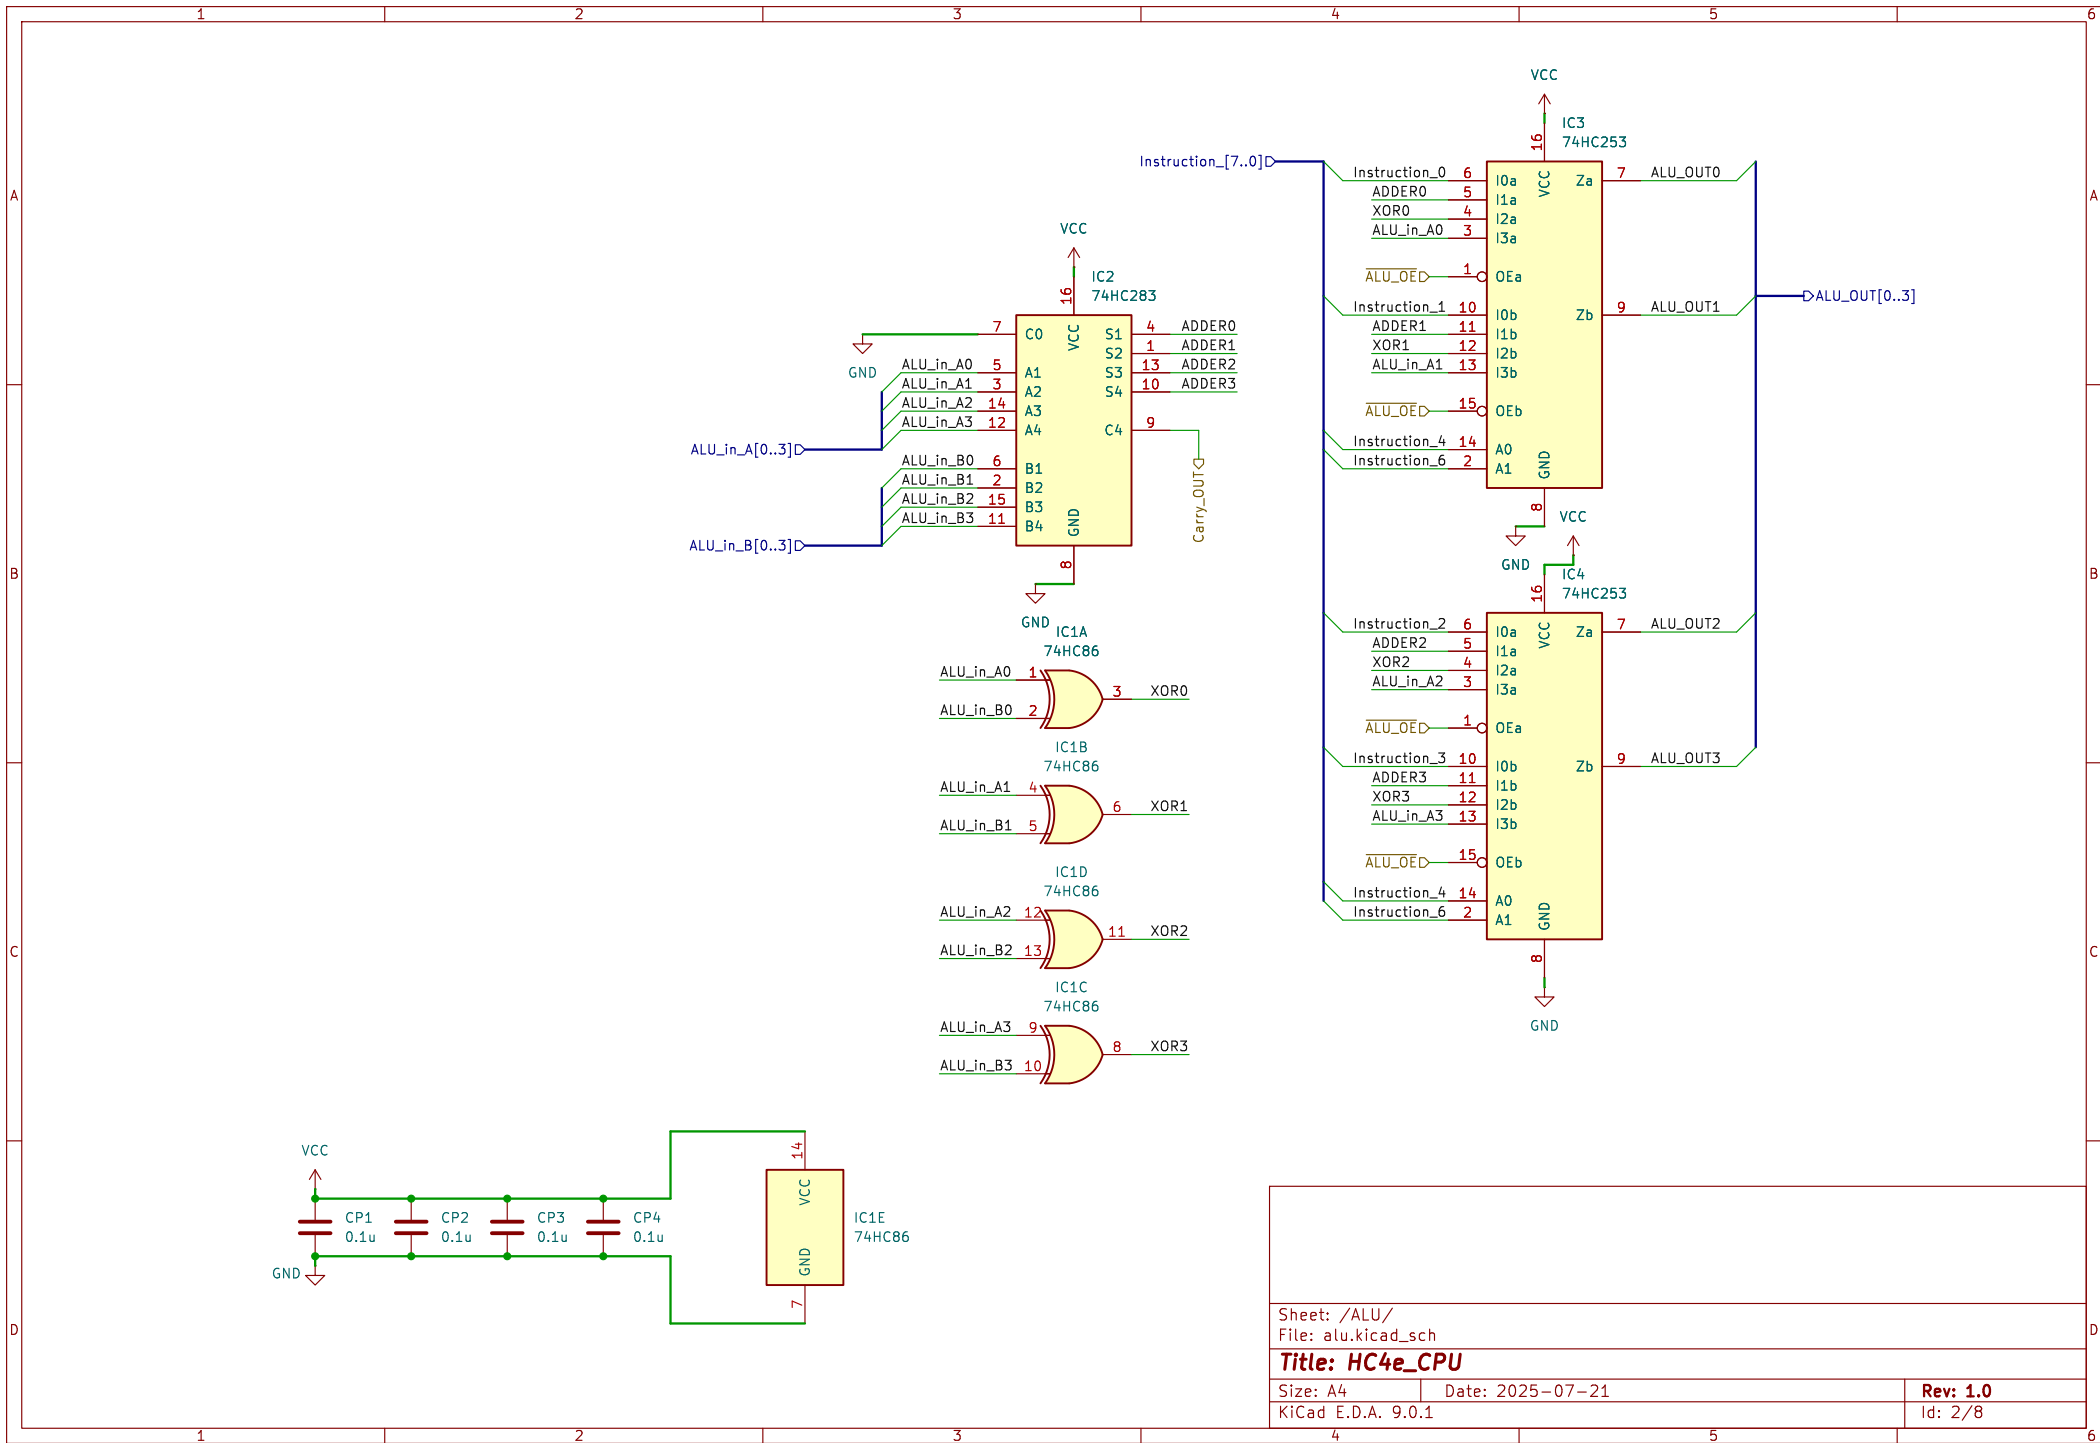 1 2 3 4 5 6
A
B
C
D
A
B
C
D
1 2 3 4 5 6
Instruction_[7..0]
VCC
IC3
74HC253
16
VCC
Instruction_0 6 I0a
ADDER0 5 I1a
XOR0 4 I2a
ALU_in_A0 3 I3a
ALU_OE 1 OEa
Instruction_1 10 I0b
ADDER1 11 I1b
XOR1 12 I2b
ALU_in_A1 13 I3b
ALU_OE 15 OEb
Instruction_4 14 A0
Instruction_6 2 A1
Za 7 ALU_OUT0
Zb 9 ALU_OUT1
GND
8
GND
ALU_OUT[0..3]
VCC
IC2
74HC283
16
VCC
7 C0
GND
ALU_in_A0 5 A1
ALU_in_A1 3 A2
ALU_in_A2 14 A3
ALU_in_A3 12 A4
ALU_in_A[0..3]
ALU_in_B0 6 B1
ALU_in_B1 2 B2
ALU_in_B2 15 B3
ALU_in_B3 11 B4
ALU_in_B[0..3]
S1 4 ADDER0
S2 1 ADDER1
S3 13 ADDER2
S4 10 ADDER3
C4 9
Carry_OUT
GND
8
GND
VCC
IC4
74HC253
16
VCC
Instruction_2 6 I0a
ADDER2 5 I1a
XOR2 4 I2a
ALU_in_A2 3 I3a
ALU_OE 1 OEa
Instruction_3 10 I0b
ADDER3 11 I1b
XOR3 12 I2b
ALU_in_A3 13 I3b
ALU_OE 15 OEb
Instruction_4 14 A0
Instruction_6 2 A1
Za 7 ALU_OUT2
Zb 9 ALU_OUT3
GND
8
GND
IC1A
74HC86
ALU_in_A0 1
ALU_in_B0 2
3 XOR0
IC1B
74HC86
ALU_in_A1 4
ALU_in_B1 5
6 XOR1
IC1D
74HC86
ALU_in_A2 12
ALU_in_B2 13
11 XOR2
IC1C
74HC86
ALU_in_A3 9
ALU_in_B3 10
8 XOR3
VCC
CP1
0.1u
CP2
0.1u
CP3
0.1u
CP4
0.1u
GND
14
VCC
GND
7
IC1E
74HC86
Sheet: /ALU/
File: alu.kicad_sch
Title: HC4e_CPU
Size: A4 Date: 2025-07-21 Rev: 1.0
KiCad E.D.A. 9.0.1 Id: 2/8